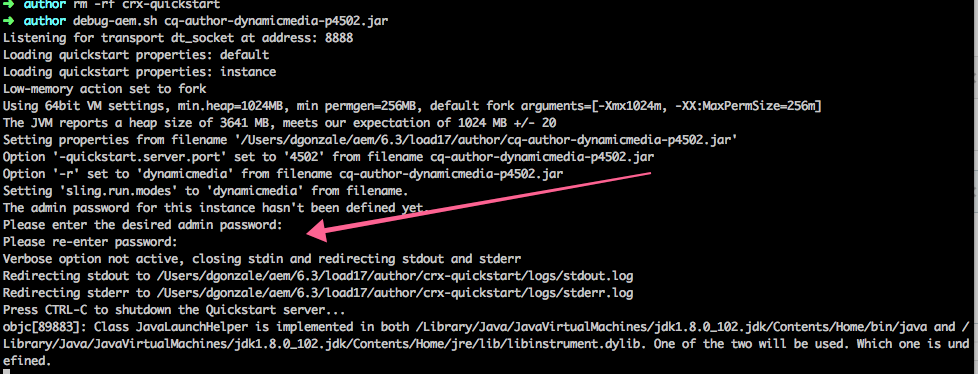 ➜ author rm -rf crx-quickstart
➜ author debug-aem.sh cq-author-dynamicmedia-p4502.jar
Listening for transport dt_socket at address: 8888
Loading quickstart properties: default
Loading quickstart properties: instance
Low-memory action set to fork
Using 64bit VM settings, min.heap=1024MB, min permgen=256MB, default fork arguments=[-Xmx1024m, -XX:MaxPermSize=256m]
The JVM reports a heap size of 3641 MB, meets our expectation of 1024 MB +/- 20
Setting properties from filename '/Users/dgonzale/aem/6.3/load17/author/cq-author-dynamicmedia-p4502.jar'
Option '-quickstart.server.port' set to '4502' from filename cq-author-dynamicmedia-p4502.jar
Option '-r' set to 'dynamicmedia' from filename cq-author-dynamicmedia-p4502.jar
Setting 'sling.run.modes' to 'dynamicmedia' from filename.
The admin password for this instance hasn't been defined yet.
Please enter the desired admin password:
Please re-enter password:
Verbose option not active, closing stdin and redirecting stdout and stderr
Redirecting stdout to /Users/dgonzale/aem/6.3/load17/author/crx-quickstart/logs/stdout.log
Redirecting stderr to /Users/dgonzale/aem/6.3/load17/author/crx-quickstart/logs/stderr.log
Press CTRL-C to shutdown the Quickstart server...
objc[89883]: Class JavaLaunchHelper is implemented in both /Library/Java/JavaVirtualMachines/jdk1.8.0_102.jdk/Contents/Home/bin/java and /
Library/Java/JavaVirtualMachines/jdk1.8.0_102.jdk/Contents/Home/jre/lib/libinstrument.dylib. One of the two will be used. Which one is und
efined.